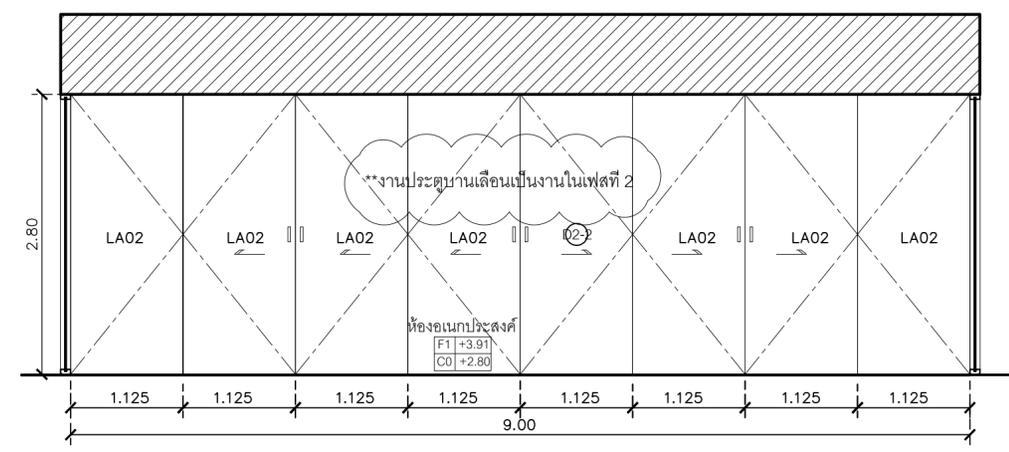 **งานประตูบานเลื่อนเป็นงานในเฟสที่ 2
2.80
LA02 LA02 LA02 LA02 D2-2 LA02 LA02 LA02
ห้องอเนกประสงค์
F1 +3.91
C0 +2.80
1.125 1.125 1.125 1.125 1.125 1.125 1.125 1.125
9.00